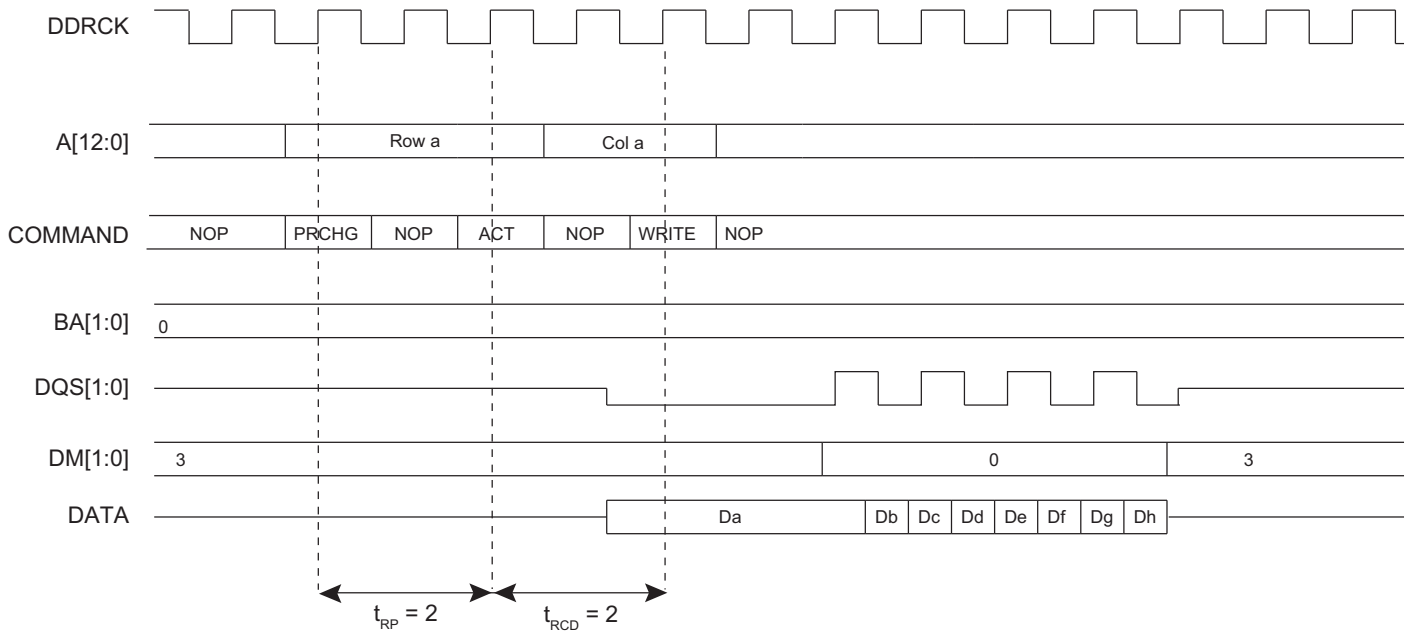 DDRCK
A[12:0] Row a Col a
COMMAND NOP PRCHG NOP ACT NOP WRITE NOP
BA[1:0] 0
DQS[1:0]
DM[1:0] 3 0 3
DATA Da Db Dc Dd De Df Dg Dh
tRP = 2 tRCD = 2